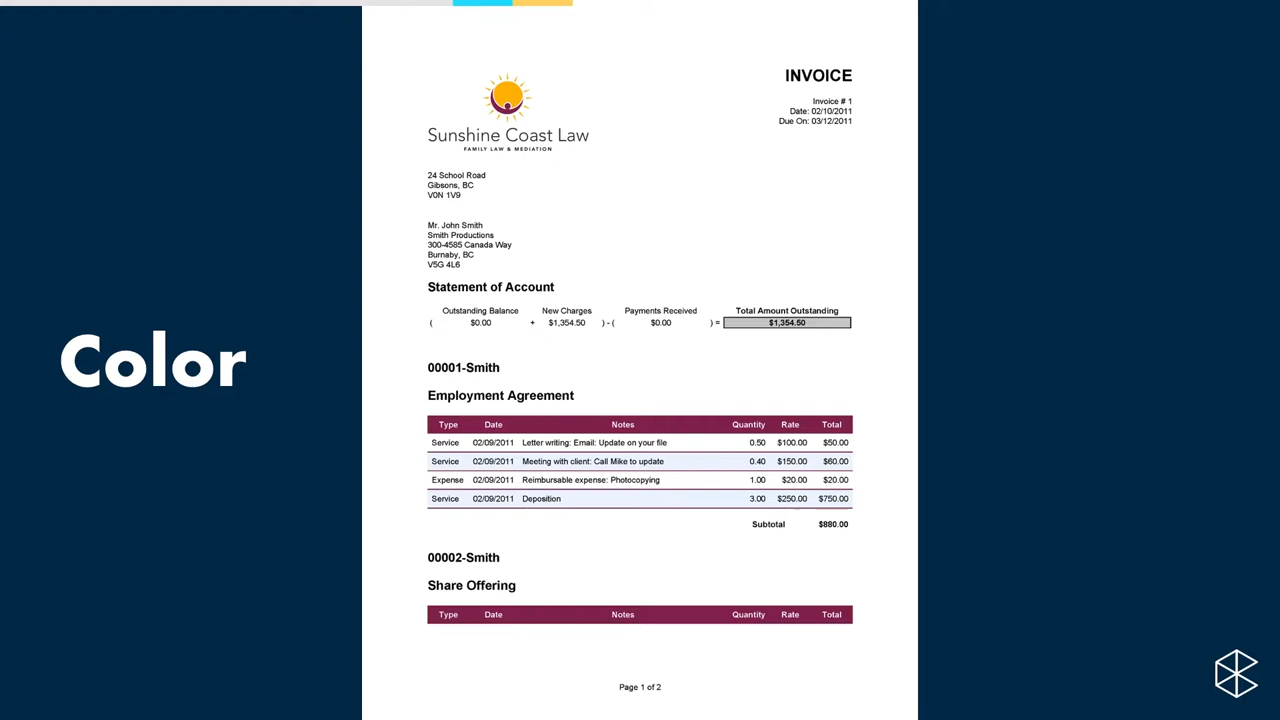 Color
INVOICE
Invoice # 1
Date: 02/10/2011
Due On: 03/12/2011
Sunshine Coast Law
FAMILY LAW & MEDIATION
24 School Road
Gibsons, BC
V0N 1V9
Mr. John Smith
Smith Productions
300-4585 Canada Way
Burnaby, BC
V5G 4L6
Statement of Account
Outstanding Balance New Charges Payments Received Total Amount Outstanding
( $0.00 + $1,354.50 ) - ( $0.00 ) = $1,354.50
00001-Smith
Employment Agreement
Type Date Notes Quantity Rate Total
Service 02/09/2011 Letter writing: Email: Update on your file 0.50 $100.00 $50.00
Service 02/09/2011 Meeting with client: Call Mike to update 0.40 $150.00 $60.00
Expense 02/09/2011 Reimbursable expense: Photocopying 1.00 $20.00 $20.00
Service 02/09/2011 Deposition 3.00 $250.00 $750.00
Subtotal $880.00
00002-Smith
Share Offering
Type Date Notes Quantity Rate Total
Page 1 of 2